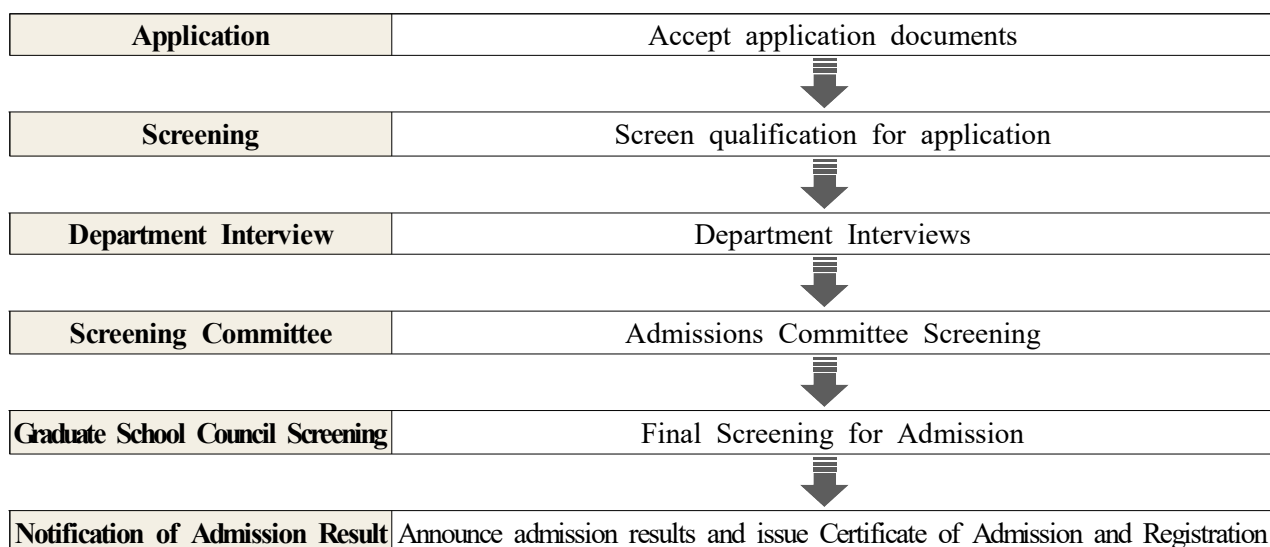 Application Accept application documents
Screening Screen qualification for application
Department Interview Department Interviews
Screening Committee Admissions Committee Screening
Graduate School Council Screening Final Screening for Admission
Notification of Admission Result Announce admission results and issue Certificate of Admission and Registration